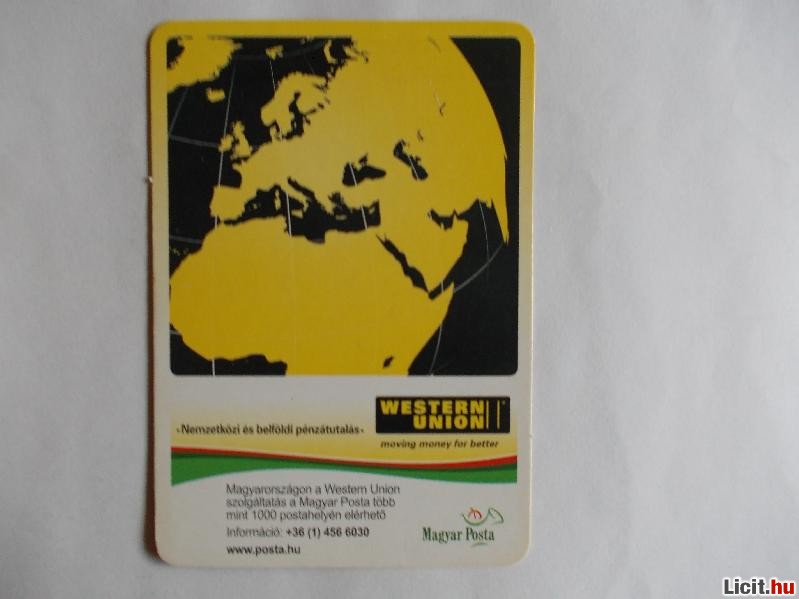 WESTERN
UNION
-Nemzetközi és belföldi pénzátutalás-
moving money for better
Magyarországon a Western Union
szolgáltatás a Magyar Posta több
mint 1000 postahelyén elérhető
Információ: +36 (1) 456 6030
www.posta.hu
Magyar Posta
Licit.hu